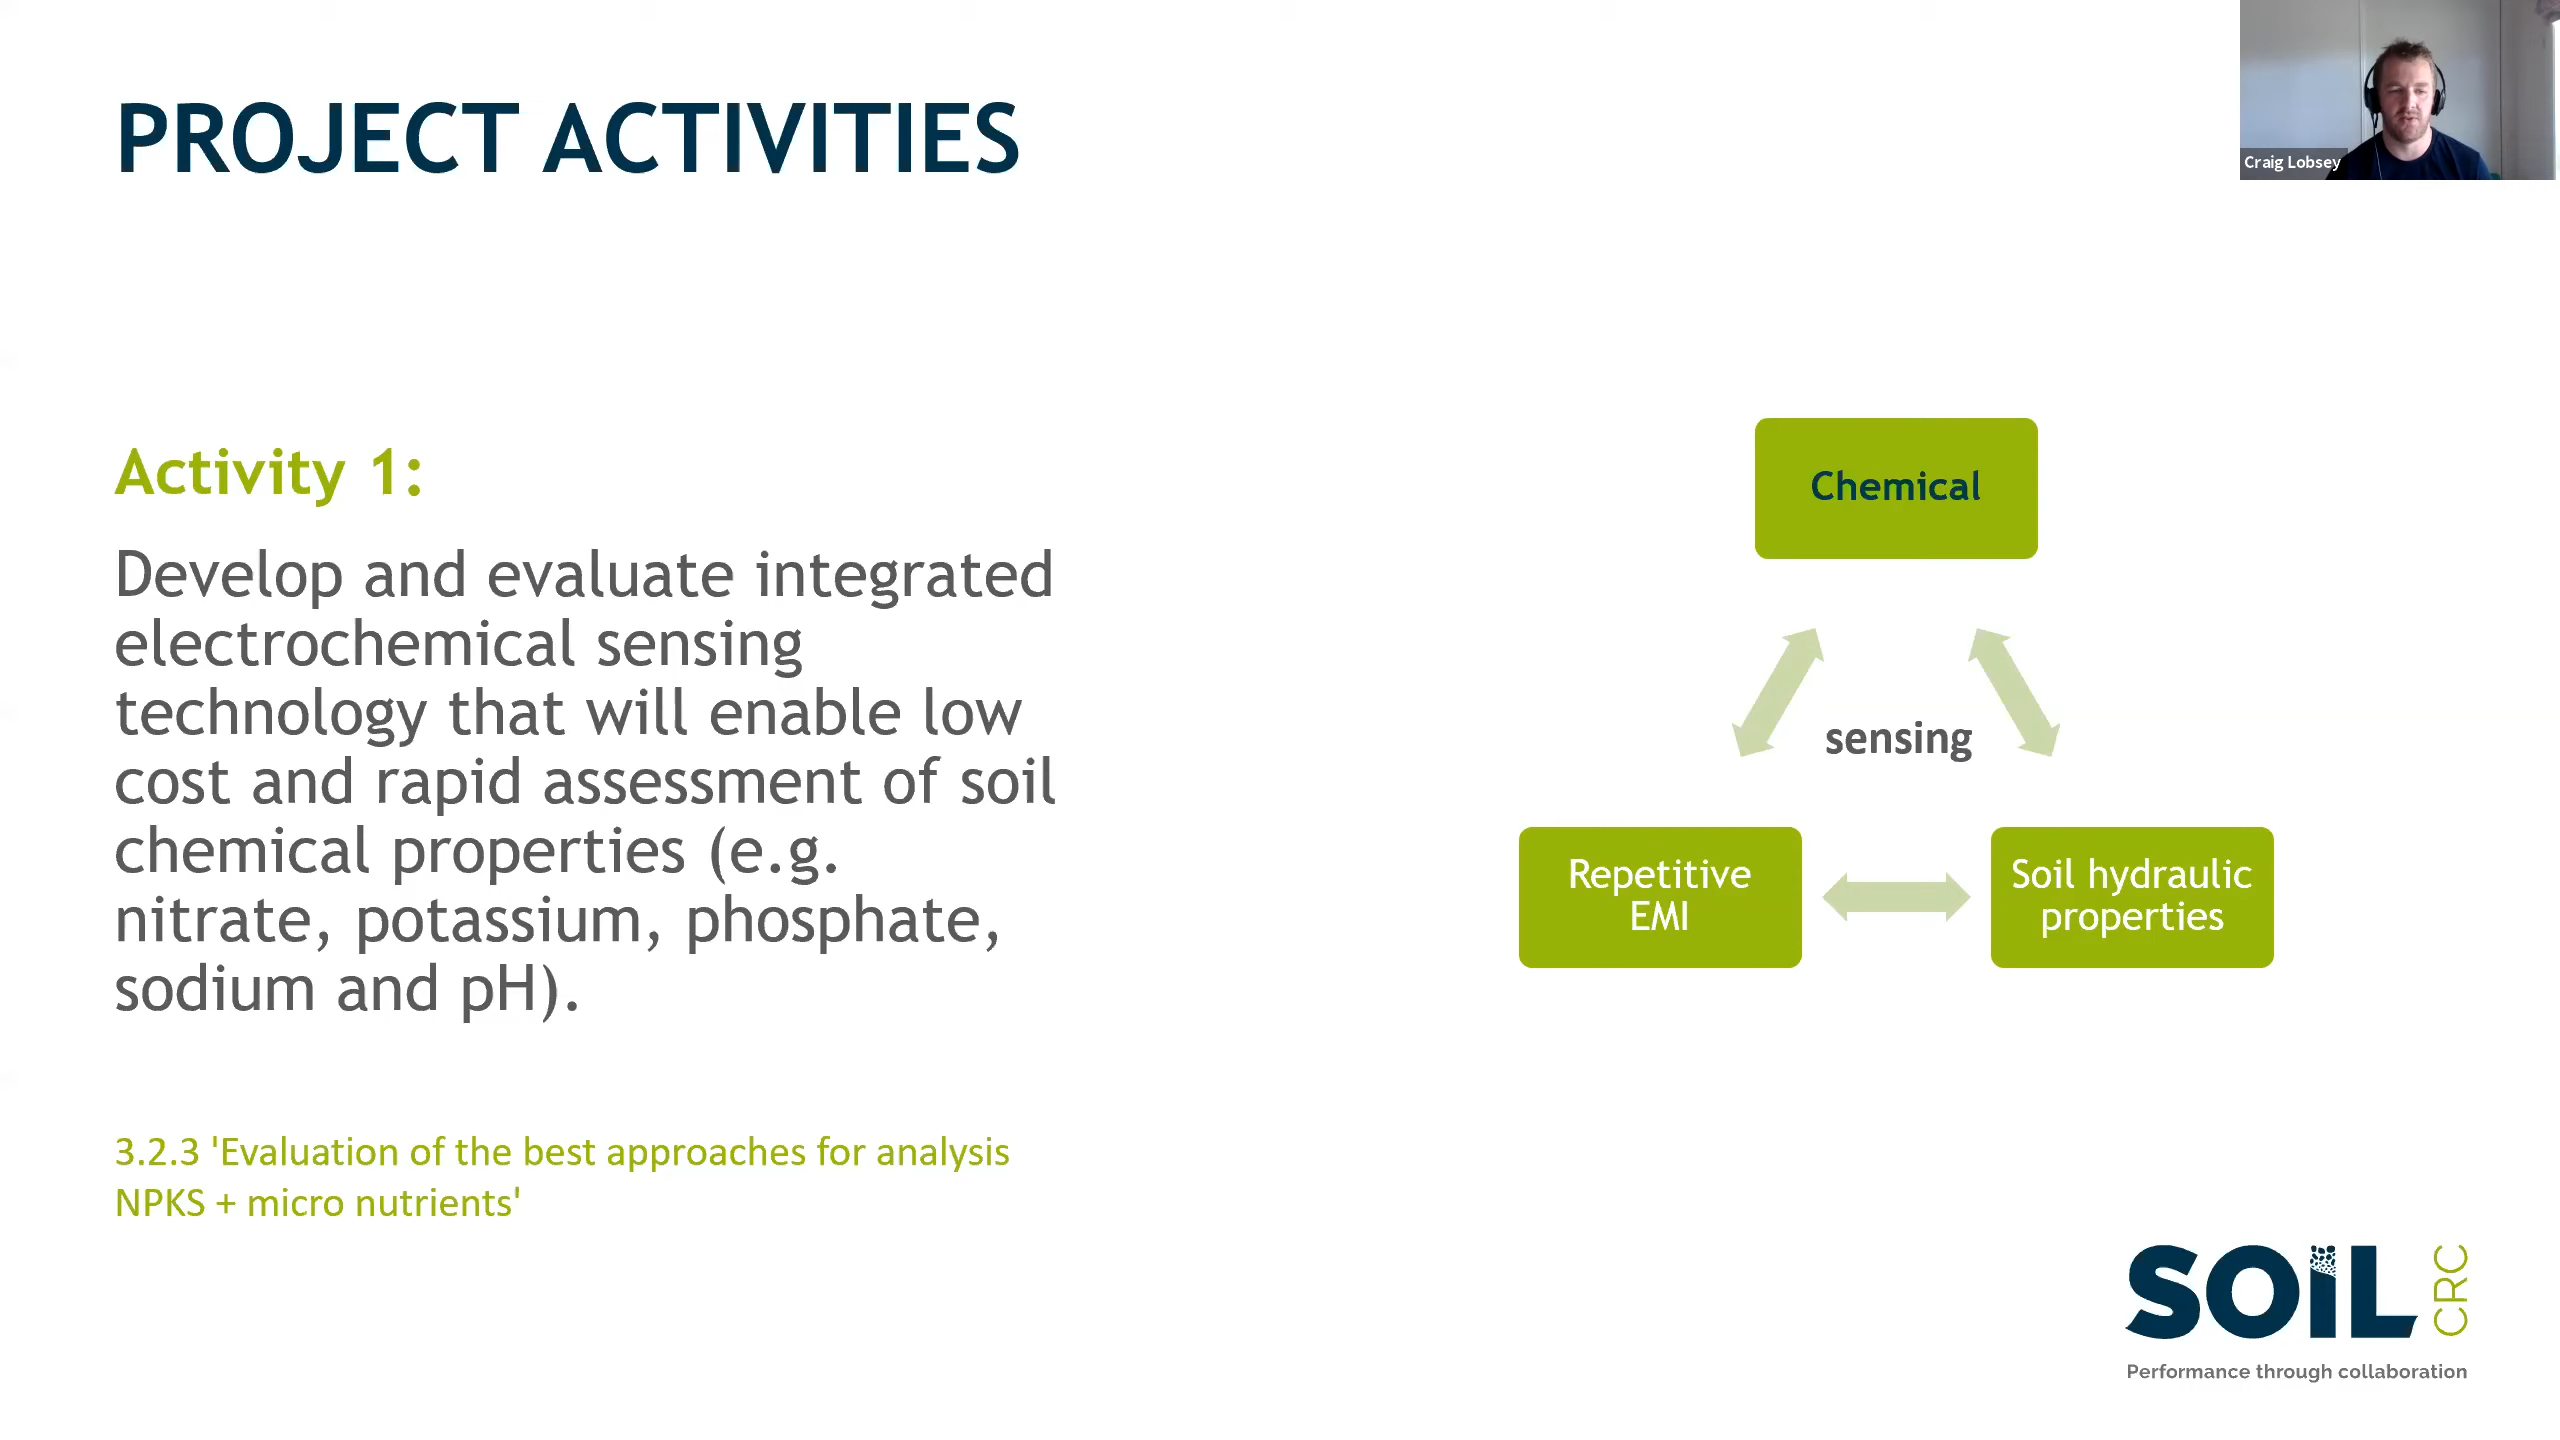 PROJECT ACTIVITIES
Craig Lobsey
Activity 1:
Develop and evaluate integrated
electrochemical sensing
technology that will enable low
cost and rapid assessment of soil
chemical properties (e.g.
nitrate, potassium, phosphate,
sodium and pH).
3.2.3 'Evaluation of the best approaches for analysis
NPKS + micro nutrients'
Chemical
sensing
Repetitive
EMI
Soil hydraulic
properties
SOIL CRC
Performance through collaboration